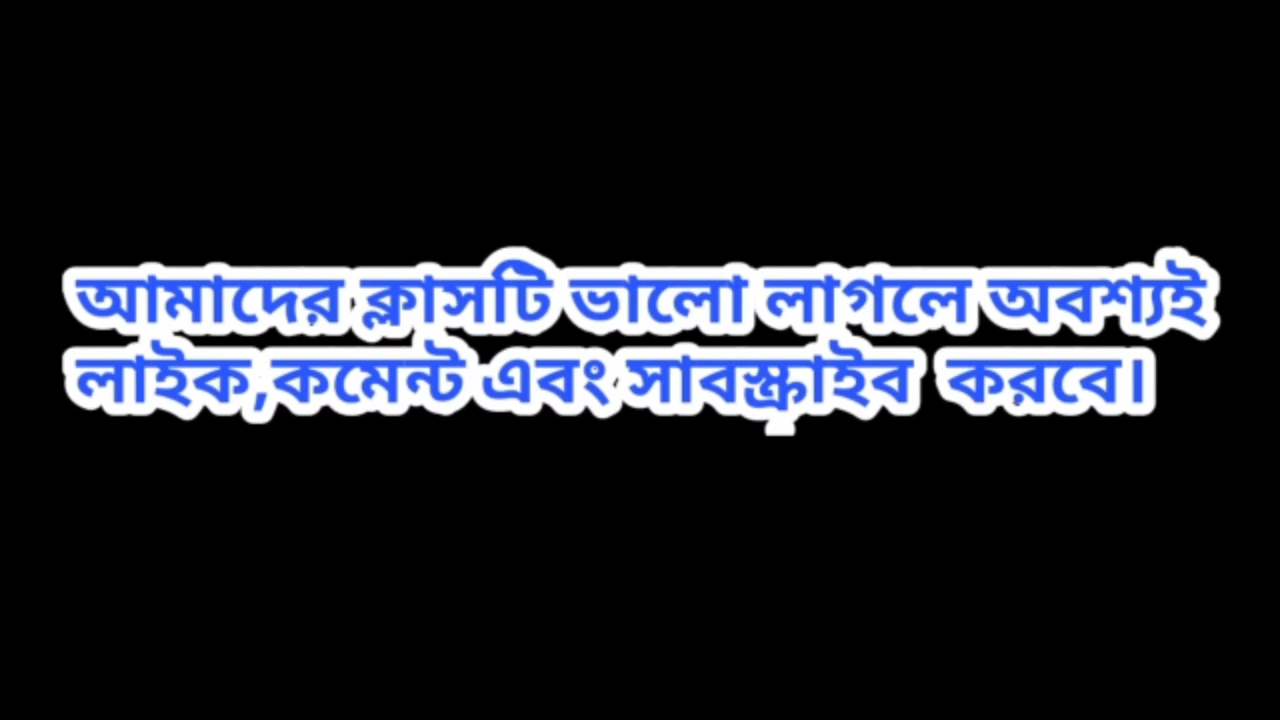 আমাদের ক্লাসটি ভালো লাগলে অবশ্যই
লাইক,কমেন্ট এবং সাবস্ক্রাইব করবে।